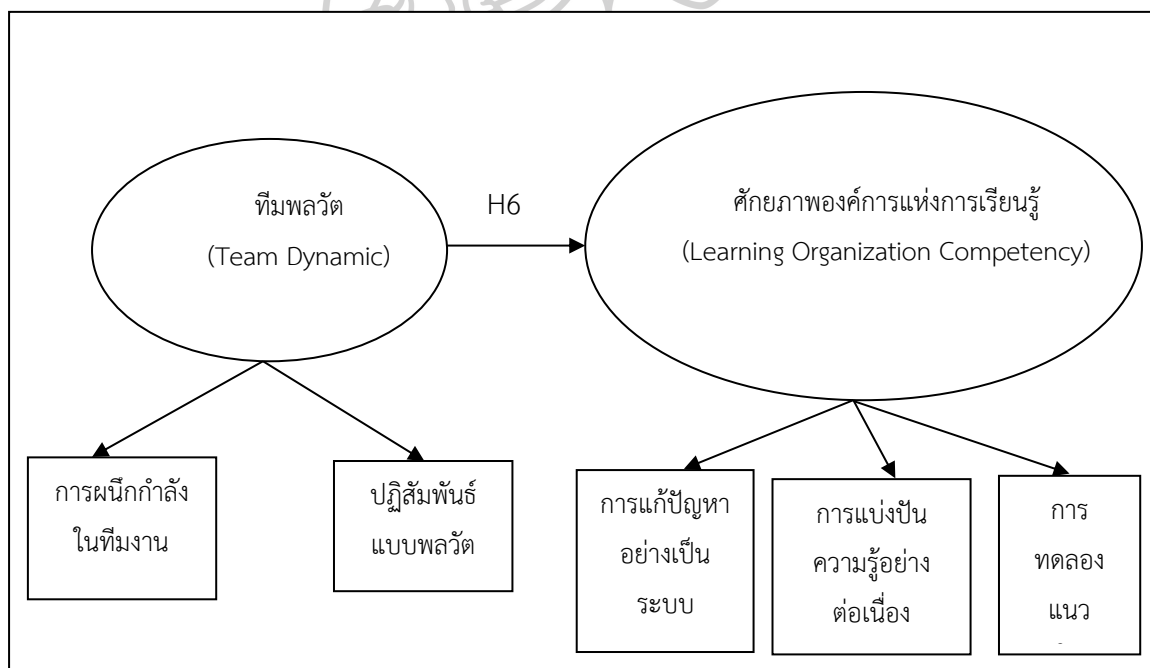 ทีมพลวัต
(Team Dynamic)
H6
ศักยภาพองค์การแห่งการเรียนรู้
(Learning Organization Competency)
การผนึกกำลัง
ในทีมงาน
ปฏิสัมพันธ์
แบบพลวัต
การแก้ปัญหา
อย่างเป็น
ระบบ
การแบ่งปัน
ความรู้อย่าง
ต่อเนื่อง
การ
ทดลอง
แนว